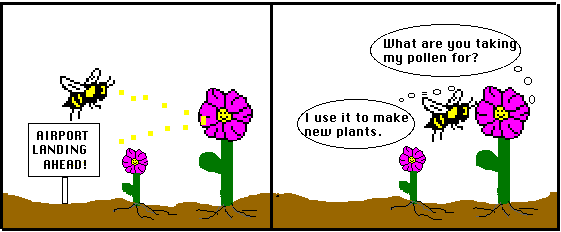 AIRPORT
LANDING
AHEAD!
What are you taking
my pollen for?
I use it to make
new plants.